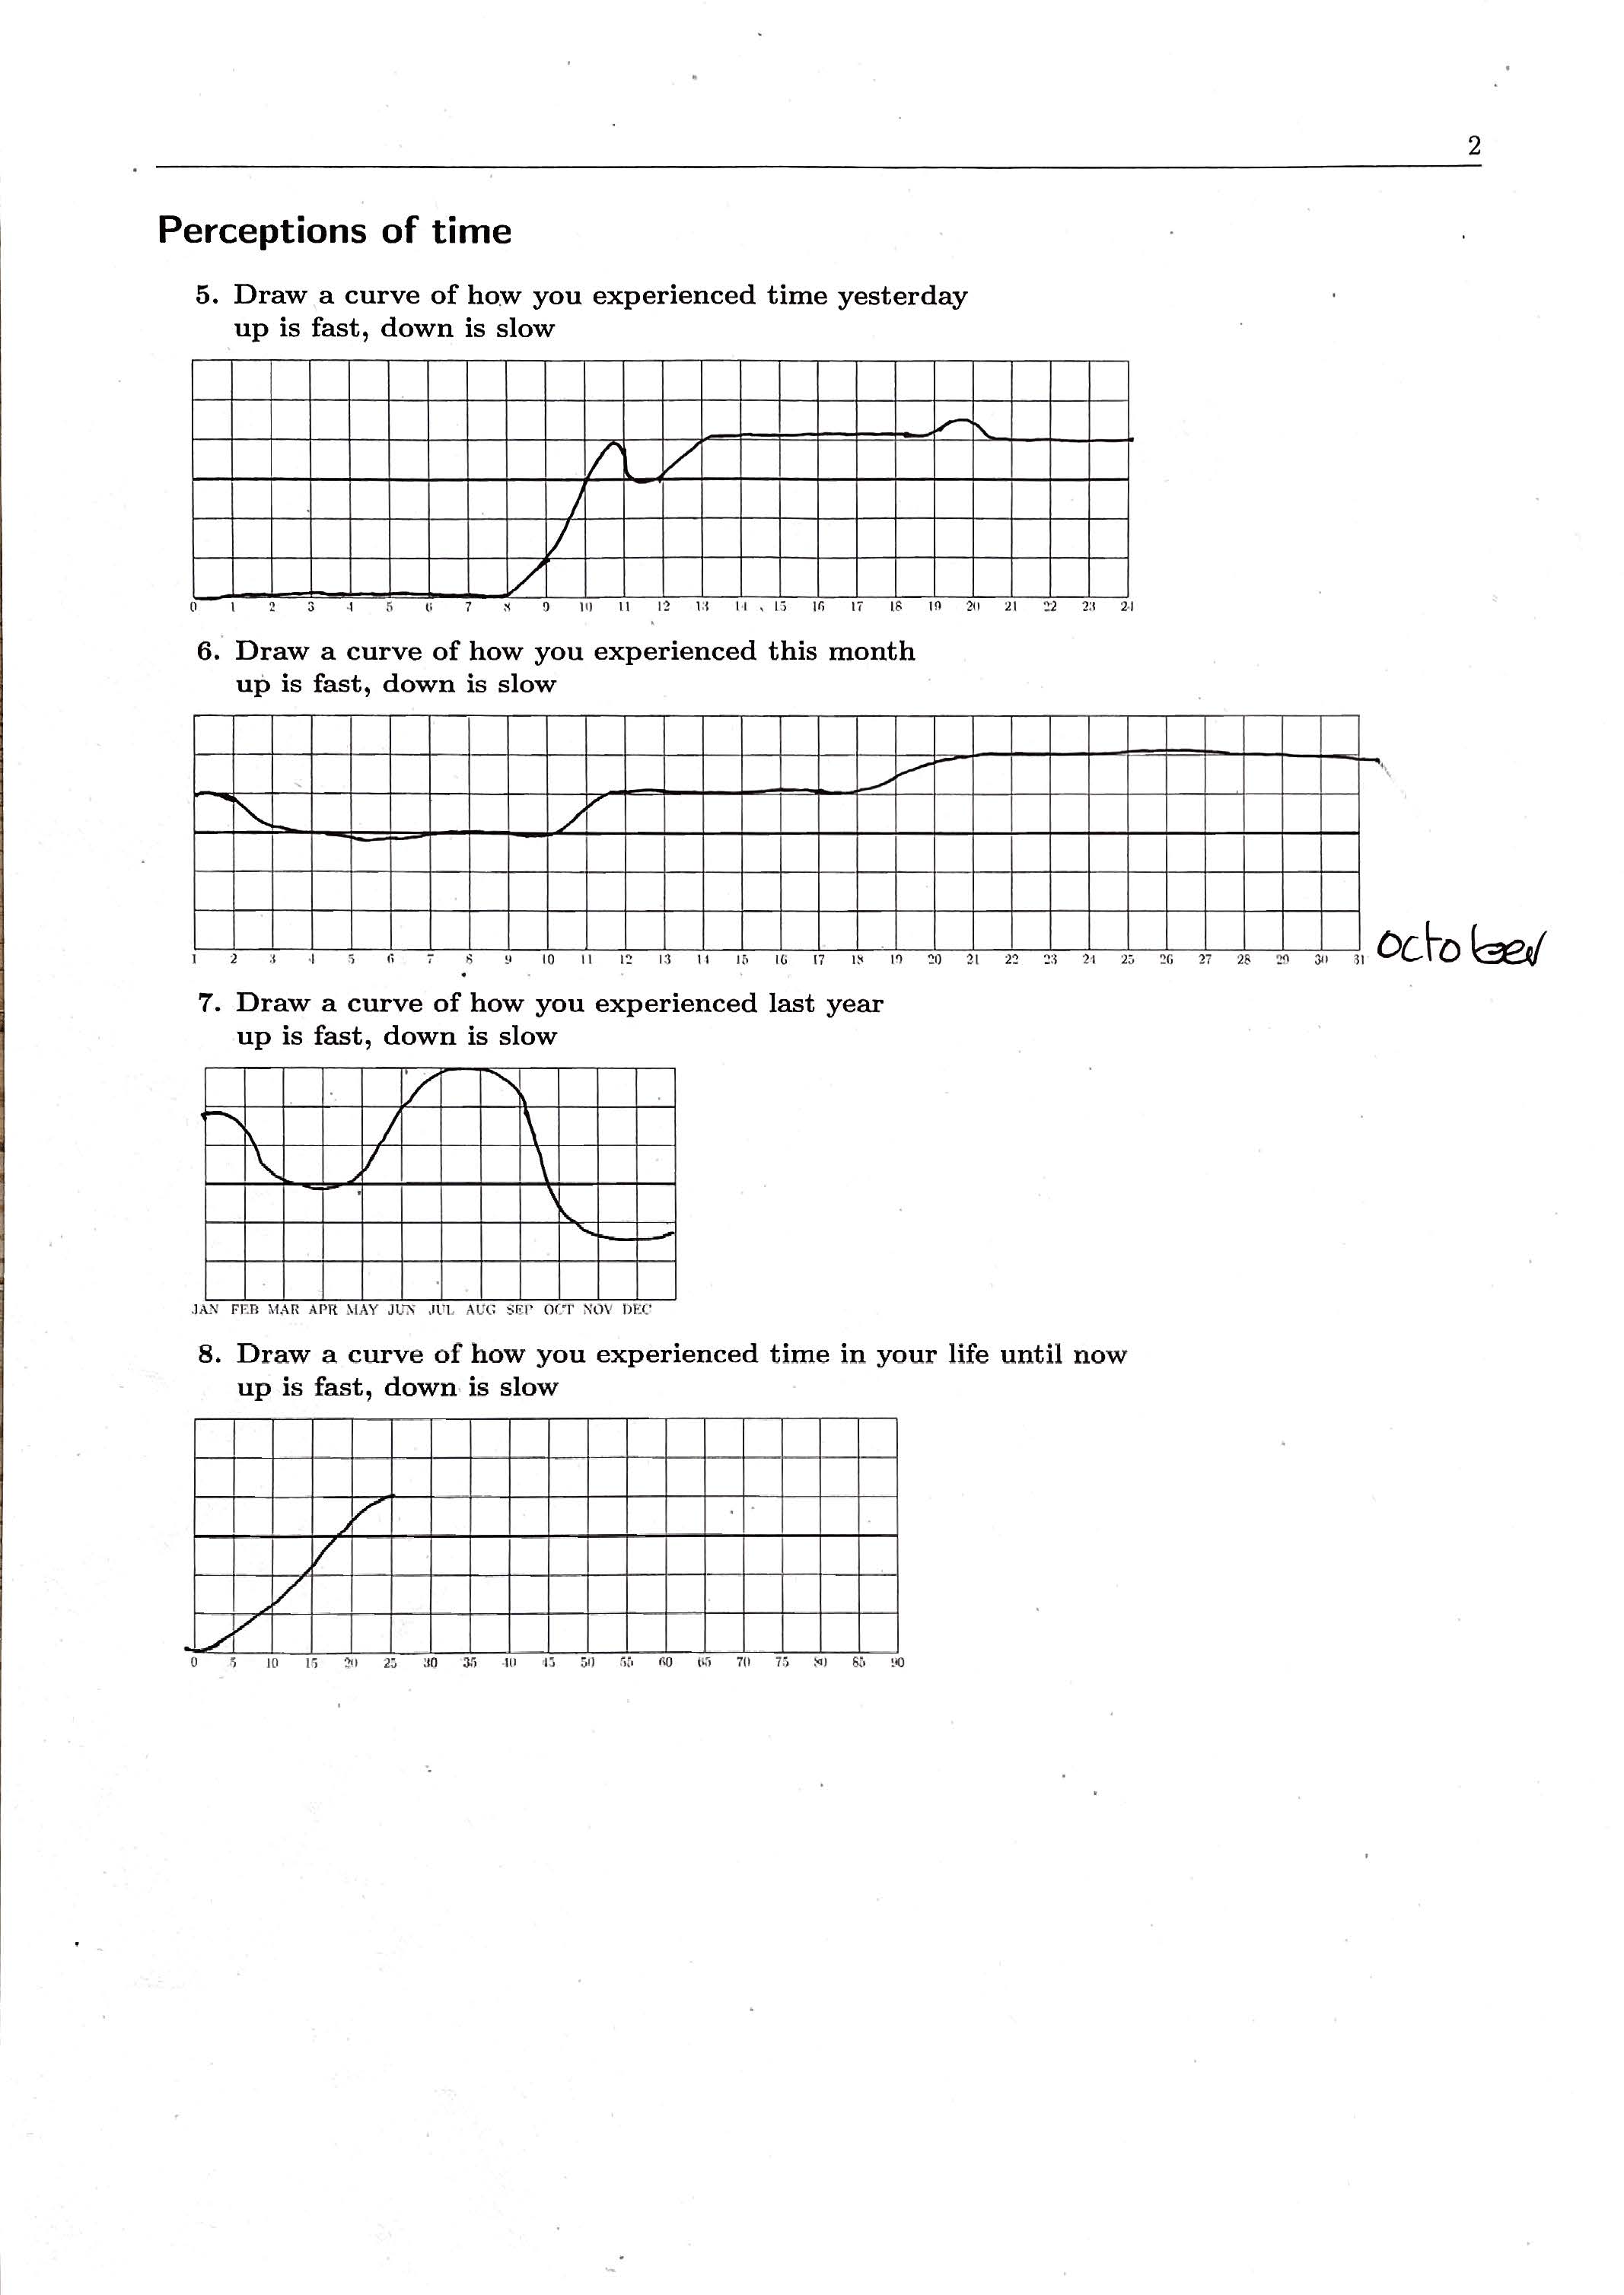 2
Perceptions of time
5. Draw a curve of how you experienced time yesterday
up is fast, down is slow
0 1 2 3 4 5 6 7 8 9 10 11 12 13 14 15 16 17 18 19 20 21 22 23 24
6. Draw a curve of how you experienced this month
up is fast, down is slow
1 2 3 4 5 6 7 8 9 10 11 12 13 14 15 16 17 18 19 20 21 22 23 24 25 26 27 28 29 30 31 october
7. Draw a curve of how you experienced last year
up is fast, down is slow
JAN FEB MAR APR MAY JUN JUL AUG SEP OCT NOV DEC
8. Draw a curve of how you experienced time in your life until now
up is fast, down is slow
0 5 10 15 20 25 30 35 40 45 50 55 60 65 70 75 80 85 90